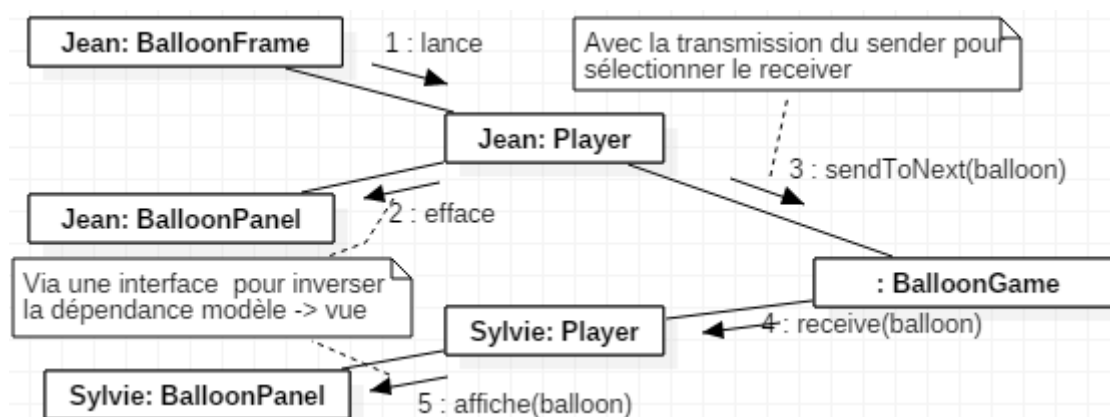 Jean: BalloonFrame
1 : lance
Avec la transmission du sender pour
sélectionner le receiver
Jean: Player
3 : sendToNext(balloon)
Jean: BalloonPanel
2 : efface
Via une interface  pour inverser
la dépendance modèle -> vue
: BalloonGame
Sylvie: Player
4 : receive(balloon)
Sylvie: BalloonPanel
5 : affiche(balloon)